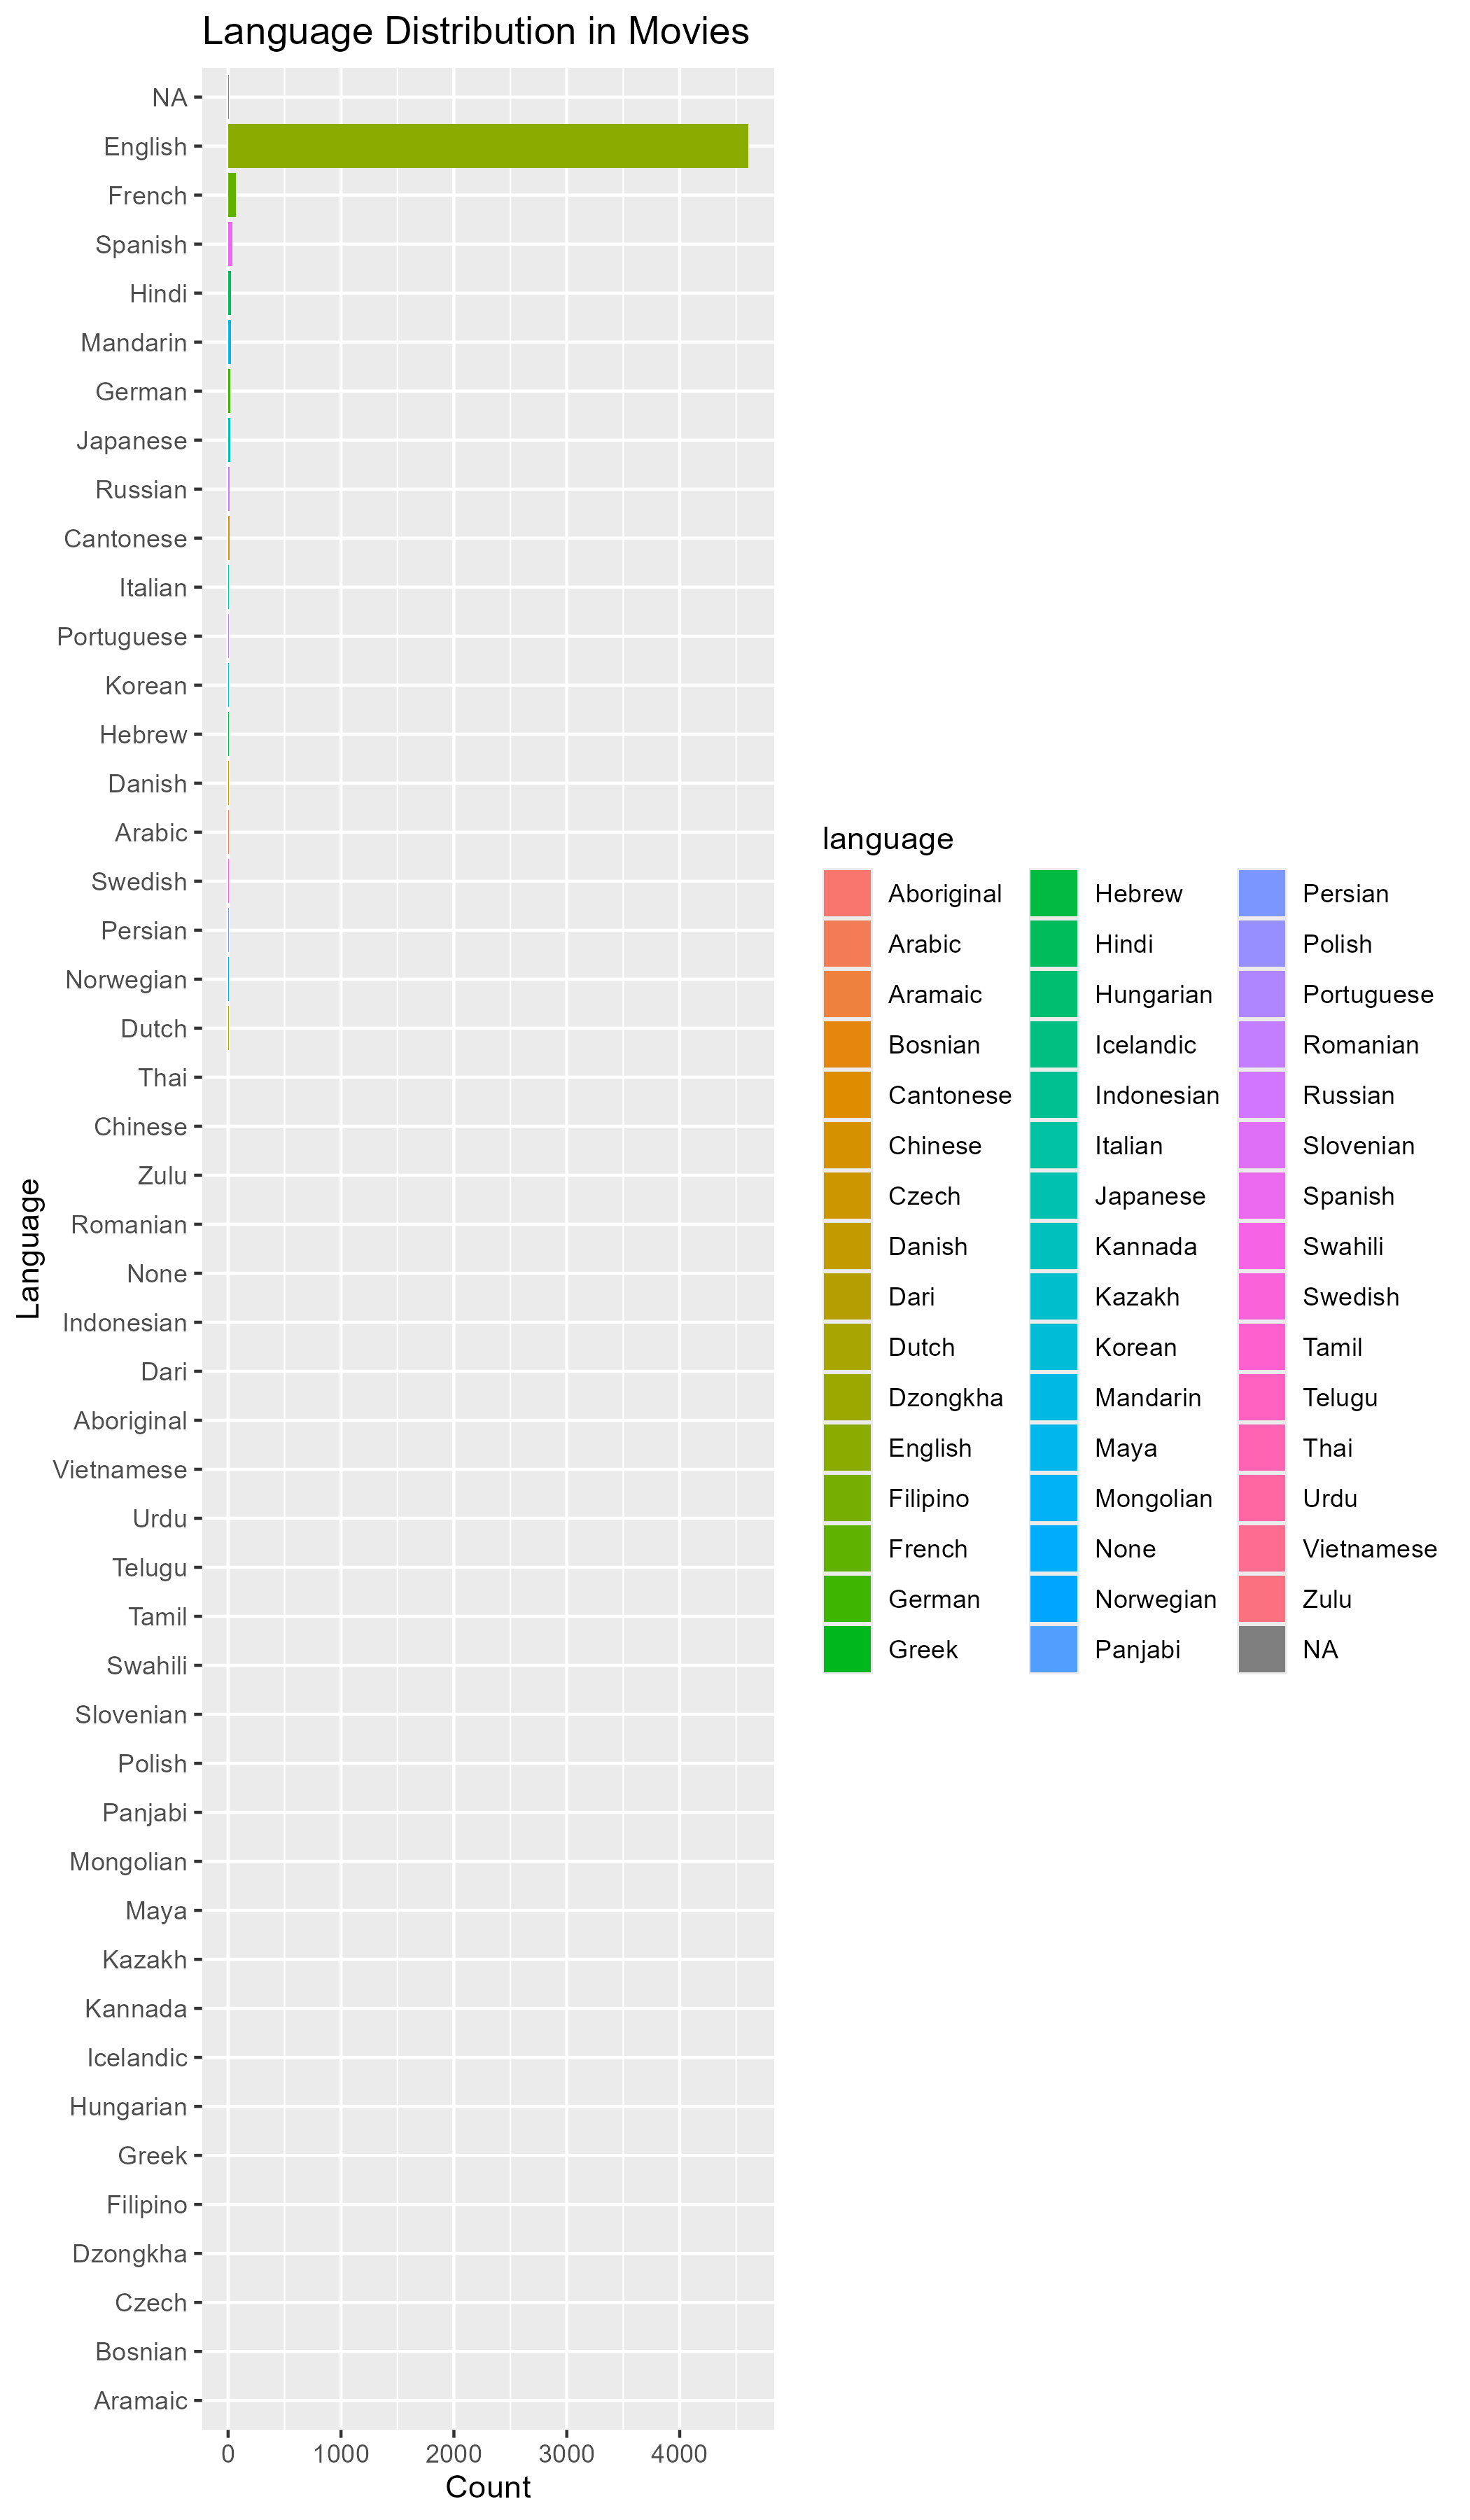 Language Distribution in Movies
NA
English
French
Spanish
Hindi
Mandarin
German
Japanese
Russian
Cantonese
Italian
Portuguese
Korean
Hebrew
Danish
Arabic
Swedish
Persian
Norwegian
Dutch
Thai
Chinese
Zulu
Romanian
None
Indonesian
Dari
Aboriginal
Vietnamese
Urdu
Telugu
Tamil
Swahili
Slovenian
Polish
Panjabi
Mongolian
Maya
Kazakh
Kannada
Icelandic
Hungarian
Greek
Filipino
Dzongkha
Czech
Bosnian
Aramaic
Language
0 1000 2000 3000 4000
Count
language
Aboriginal Hebrew Persian
Arabic Hindi Polish
Aramaic Hungarian Portuguese
Bosnian Icelandic Romanian
Cantonese Indonesian Russian
Chinese Italian Slovenian
Czech Japanese Spanish
Danish Kannada Swahili
Dari Kazakh Swedish
Dutch Korean Tamil
Dzongkha Mandarin Telugu
English Maya Thai
Filipino Mongolian Urdu
French None Vietnamese
German Norwegian Zulu
Greek Panjabi NA